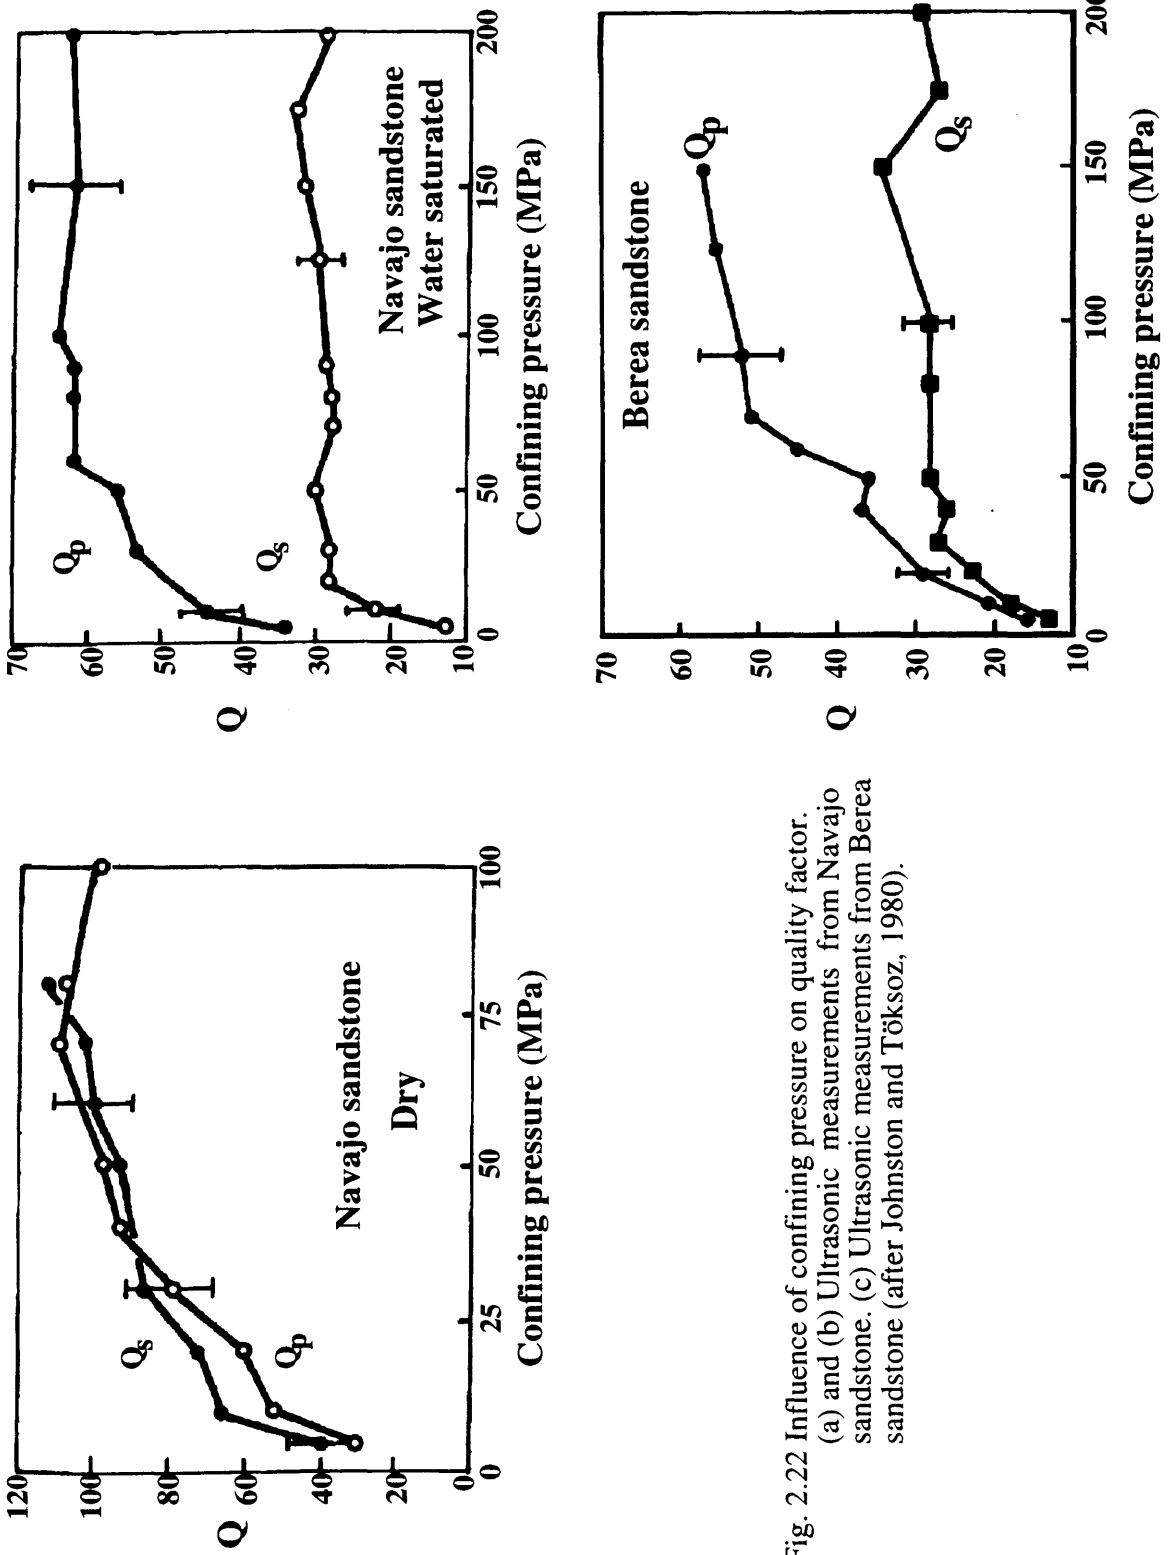 120
100
80
60
40
20
0
Q
0
25
50
75
100
Confining pressure (MPa)
Qs
Qp
Navajo sandstone
Dry
70
60
50
40
30
20
10
Q
0
50
100
150
200
Confining pressure (MPa)
Qp
Qs
Navajo sandstone
Water saturated
70
60
50
40
30
20
10
Q
0
50
100
150
200
Confining pressure (MPa)
Berea sandstone
Qp
Qs
Fig. 2.22 Influence of confining pressure on quality factor.
(a) and (b) Ultrasonic measurements from Navajo
sandstone. (c) Ultrasonic measurements from Berea
sandstone (after Johnston and Töksoz, 1980).